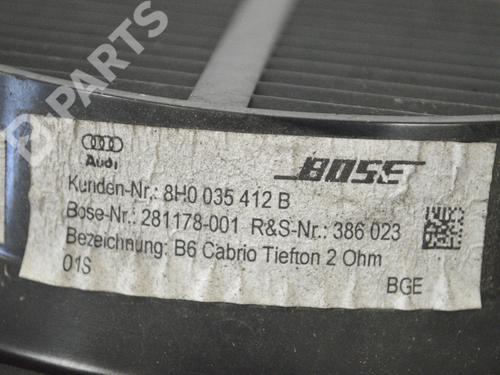 B-PARTS
Audi
BOSE
Kunden-Nr.: 8H0 035 412 B
Bose-Nr.: 281178-001 R&S-Nr.: 386 023
Bezeichnung: B6 Cabrio Tiefton 2 Ohm
01S
BGE